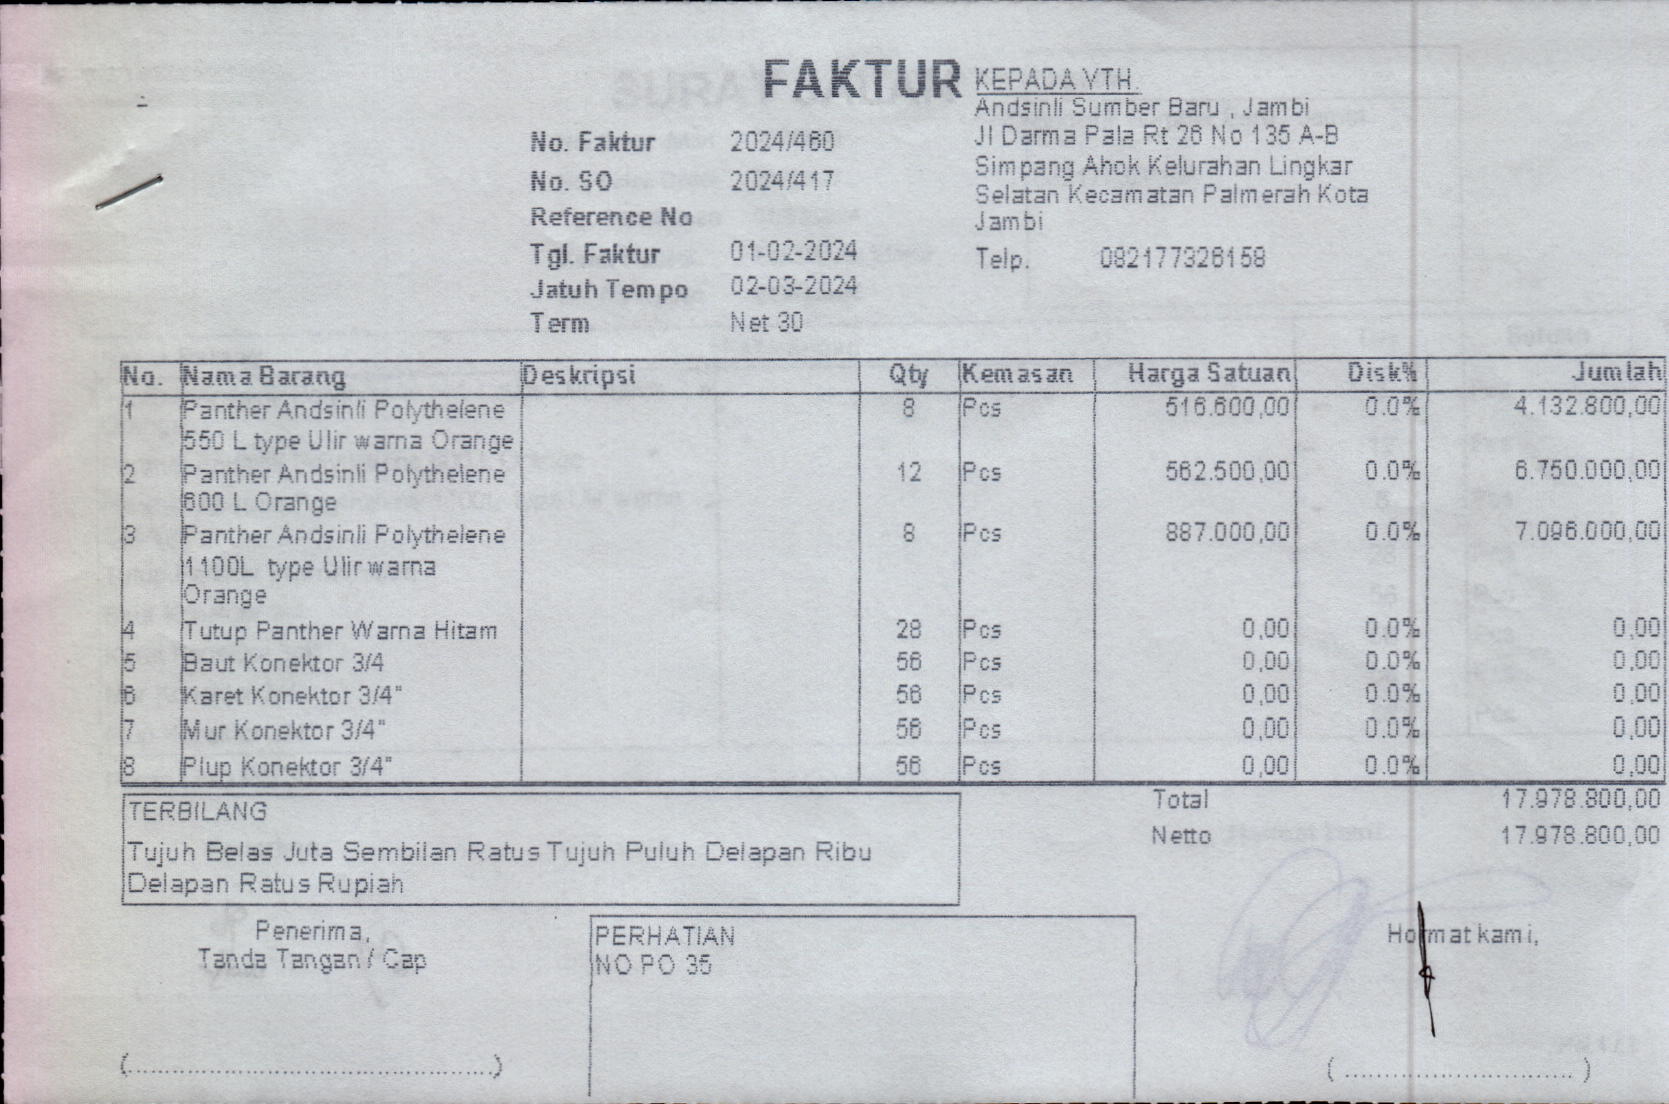 FAKTUR
No. Faktur 2024/460
No. SO 2024/417
Reference No
Tgl. Faktur 01-02-2024
Jatuh Tempo 02-03-2024
Term Net 30
KEPADA YTH.
Andsinli Sumber Baru , Jambi
Jl Darma Pala Rt 26 No 135 A-B
Simpang Ahok Kelurahan Lingkar
Selatan Kecamatan Palmerah Kota
Jambi
Telp. 082177326158
No. Nama Barang Deskripsi Qty Kemasan Harga Satuan Disk% Jumlah
1 Panther Andsinli Polythelene 8 Pcs 516.600,00 0.0% 4.132.800,00
550 L type Ulir warna Orange
2 Panther Andsinli Polythelene 12 Pcs 562.500,00 0.0% 6.750.000,00
600 L Orange
3 Panther Andsinli Polythelene 8 Pcs 887.000,00 0.0% 7.096.000,00
1100L type Ulir warna
Orange
4 Tutup Panther Warna Hitam 28 Pcs 0,00 0.0% 0,00
5 Baut Konektor 3/4 56 Pcs 0,00 0.0% 0,00
6 Karet Konektor 3/4" 56 Pcs 0,00 0.0% 0,00
7 Mur Konektor 3/4" 56 Pcs 0,00 0.0% 0,00
8 Plup Konektor 3/4" 56 Pcs 0,00 0.0% 0,00
Total 17.978.800,00
Netto 17.978.800,00
TERBILANG
Tujuh Belas Juta Sembilan Ratus Tujuh Puluh Delapan Ribu
Delapan Ratus Rupiah
Penerima,
Tanda Tangan / Cap
PERHATIAN
NO PO 35
Hormat kami,
(................................................)
( .............................. )